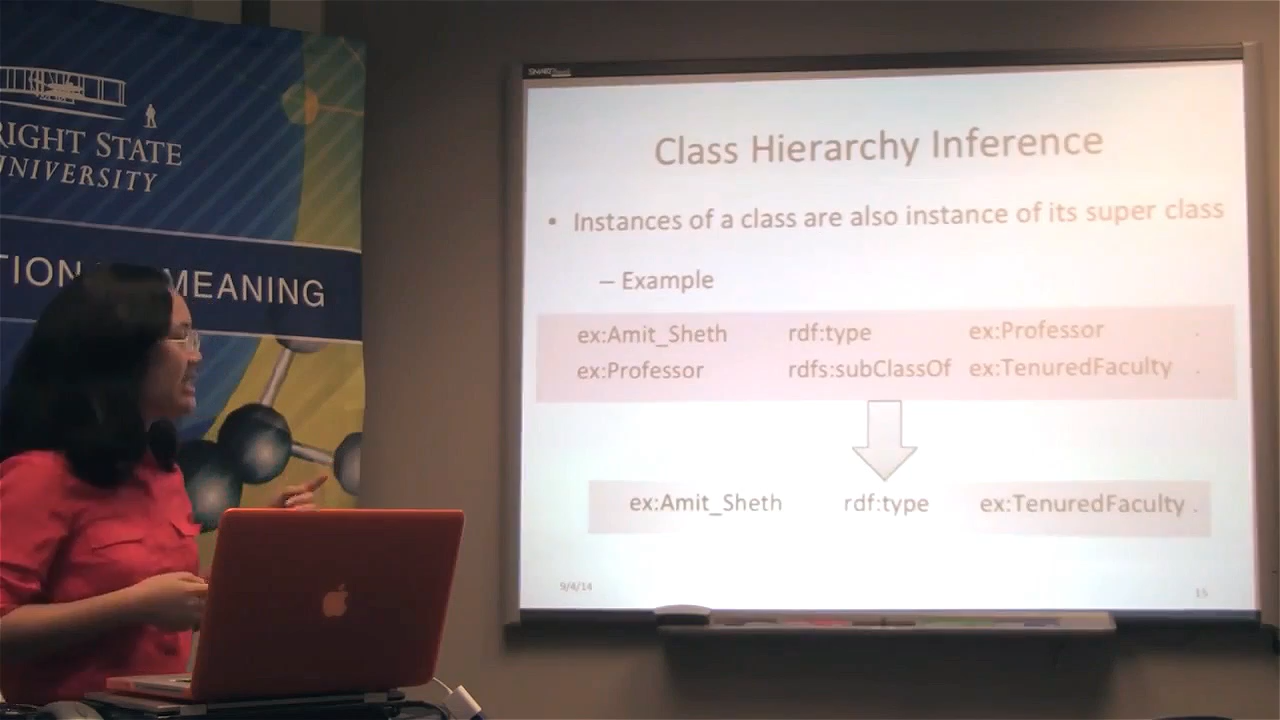 RIGHT STATE
UNIVERSITY
MEANING
SMART
Class Hierarchy Inference
• Instances of a class are also instance of its super class
– Example
ex:Amit_Sheth rdf:type ex:Professor .
ex:Professor rdfs:subClassOf ex:TenuredFaculty .
ex:Amit_Sheth rdf:type ex:TenuredFaculty .
9/4/14 15